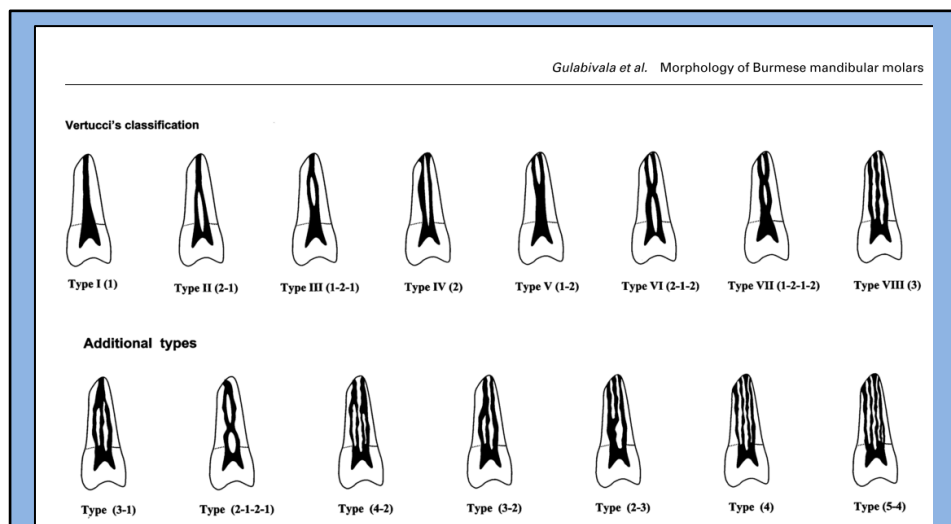 Gulabivala et al. Morphology of Burmese mandibular molars
Vertucci's classification
Type I (1) Type II (2-1) Type III (1-2-1) Type IV (2) Type V (1-2) Type VI (2-1-2) Type VII (1-2-1-2) Type VIII (3)
Additional types
Type (3-1) Type (2-1-2-1) Type (4-2) Type (3-2) Type (2-3) Type (4) Type (5-4)